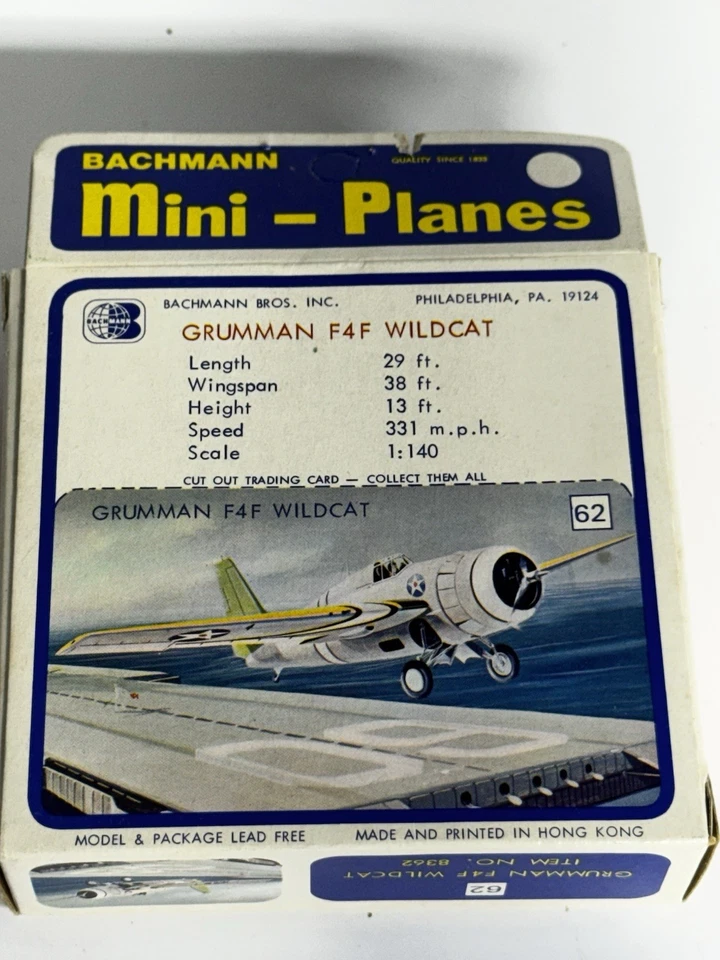 BACHMANN
QUALITY SINCE 1833
Mini - Planes
BACHMANN
BACHMANN BROS. INC.
PHILADELPHIA, PA. 19124
GRUMMAN F4F WILDCAT
Length 29 ft.
Wingspan 38 ft.
Height 13 ft.
Speed 331 m.p.h.
Scale 1:140
CUT OUT TRADING CARD — COLLECT THEM ALL
GRUMMAN F4F WILDCAT
62
MODEL & PACKAGE LEAD FREE
MADE AND PRINTED IN HONG KONG
62
GRUMMAN F4F WILDCAT
ITEM NO. 8362